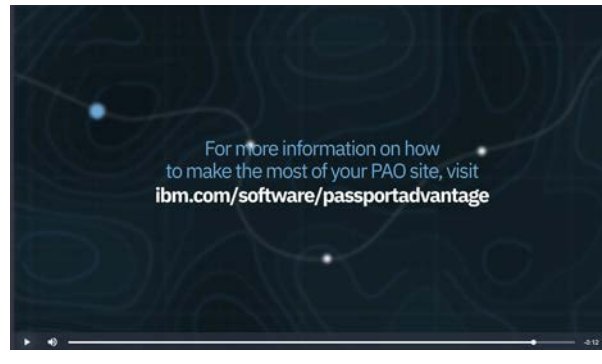 For more information on how
to make the most of your PAO site, visit
ibm.com/software/passportadvantage
-0:12